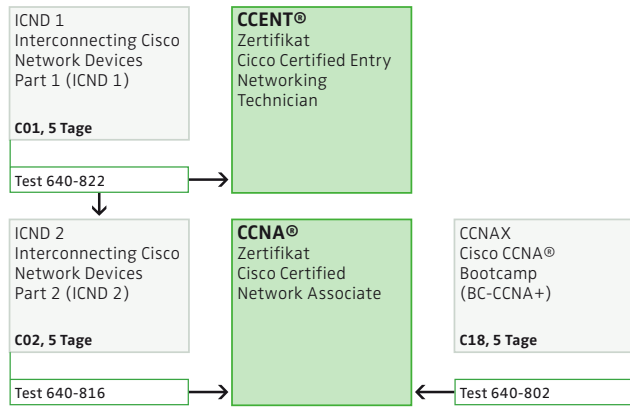 ICND 1
Interconnecting Cisco
Network Devices
Part 1 (ICND 1)
C01, 5 Tage
Test 640-822
CCENT®
Zertifikat
Cicco Certified Entry
Networking
Technician
ICND 2
Interconnecting Cisco
Network Devices
Part 2 (ICND 2)
C02, 5 Tage
Test 640-816
CCNA®
Zertifikat
Cisco Certified
Network Associate
CCNAX
Cisco CCNA®
Bootcamp
(BC-CCNA+)
C18, 5 Tage
Test 640-802